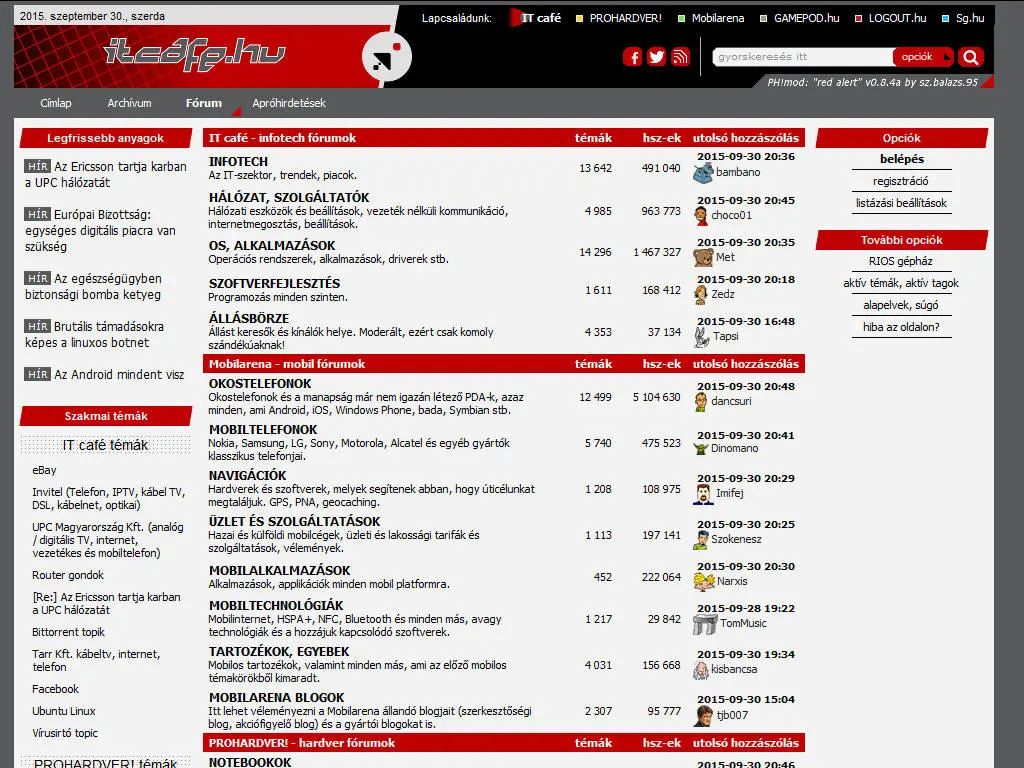 2015. szeptember 30., szerda
Lapcsaládunk:
IT café
PROHARDVER!
Mobilarena
GAMEPOD.hu
LOGOUT.hu
Sg.hu
itcafe.hu
gyorskeresés itt
opciók
PH!mod: "red alert" v0.8.4a by sz.balazs.95
Címlap
Archívum
Fórum
Apróhirdetések
Legfrissebb anyagok
HÍR Az Ericsson tartja karban
a UPC hálózatát
HÍR Európai Bizottság:
egységes digitális piacra van
szükség
HÍR Az egészségügyben
biztonsági bomba ketyeg
HÍR Brutális támadásokra
képes a linuxos botnet
HÍR Az Android mindent visz
Szakmai témák
IT café témák
eBay
Invitel (Telefon, IPTV, kábel TV,
DSL, kábelnet, optikai)
UPC Magyarország Kft. (analóg
/ digitális TV, internet,
vezetékes és mobiltelefon)
Router gondok
[Re:] Az Ericsson tartja karban
a UPC hálózatát
Bittorrent topik
Tarr Kft. kábeltv, internet,
telefon
Facebook
Ubuntu Linux
Vírusirtó topic
PROHARDVER! témák
IT café - infotech fórumok témák hsz-ek utolsó hozzászólás
INFOTECH
Az IT-szektor, trendek, piacok.
13 642 491 040
2015-09-30 20:36
bambano
HÁLÓZAT, SZOLGÁLTATÓK
Hálózati eszközök és beállítások, vezeték nélküli kommunikáció,
internetmegosztás, beállítások.
4 985 963 773
2015-09-30 20:45
choco01
OS, ALKALMAZÁSOK
Operációs rendszerek, alkalmazások, driverek stb.
14 296 1 467 327
2015-09-30 20:35
Met
SZOFTVERFEJLESZTÉS
Programozás minden szinten.
1 611 168 412
2015-09-30 20:18
Zedz
ÁLLÁSBÖRZE
Állást keresők és kínálók helye. Moderált, ezért csak komoly
szándékúaknak!
4 353 37 134
2015-09-30 16:48
Tapsi
Mobilarena - mobil fórumok témák hsz-ek utolsó hozzászólás
OKOSTELEFONOK
Okostelefonok és a manapság már nem igazán létező PDA-k, azaz
minden, ami Android, iOS, Windows Phone, bada, Symbian stb.
12 499 5 104 630
2015-09-30 20:48
dancsuri
MOBILTELEFONOK
Nokia, Samsung, LG, Sony, Motorola, Alcatel és egyéb gyártók
klasszikus telefonjai.
5 740 475 523
2015-09-30 20:41
Dinomano
NAVIGÁCIÓK
Hardverek és szoftverek, melyek segítenek abban, hogy úticélunkat
megtaláljuk. GPS, PNA, geocaching.
1 208 108 975
2015-09-30 20:29
Imifej
ÜZLET ÉS SZOLGÁLTATÁSOK
Hazai és külföldi mobilcégek, üzleti és lakossági tarifák és
szolgáltatások, vélemények.
1 113 197 141
2015-09-30 20:25
Szokenesz
MOBILALKALMAZÁSOK
Alkalmazások, applikációk minden mobil platformra.
452 222 064
2015-09-30 20:30
Narxis
MOBILTECHNOLÓGIÁK
Mobilinternet, HSPA+, NFC, Bluetooth és minden más, avagy
technológiák és a hozzájuk kapcsolódó szoftverek.
1 217 29 842
2015-09-28 19:22
TomMusic
TARTOZÉKOK, EGYEBEK
Mobilos tartozékok, valamint minden más, ami az előző mobilos
témakörökből kimaradt.
4 031 156 668
2015-09-30 19:34
kisbancsa
MOBILARENA BLOGOK
Itt lehet véleményezni a Mobilarena állandó blogjait (szerkesztőségi
blog, akciófigyelő blog) és a gyártói blogokat is.
2 307 95 777
2015-09-30 15:04
tjb007
PROHARDVER! - hardver fórumok témák hsz-ek utolsó hozzászólás
NOTEBOOKOK
2015-09-30 20:46
Opciók
belépés
regisztráció
listázási beállítások
További opciók
RIOS gépház
aktív témák, aktív tagok
alapelvek, súgó
hiba az oldalon?